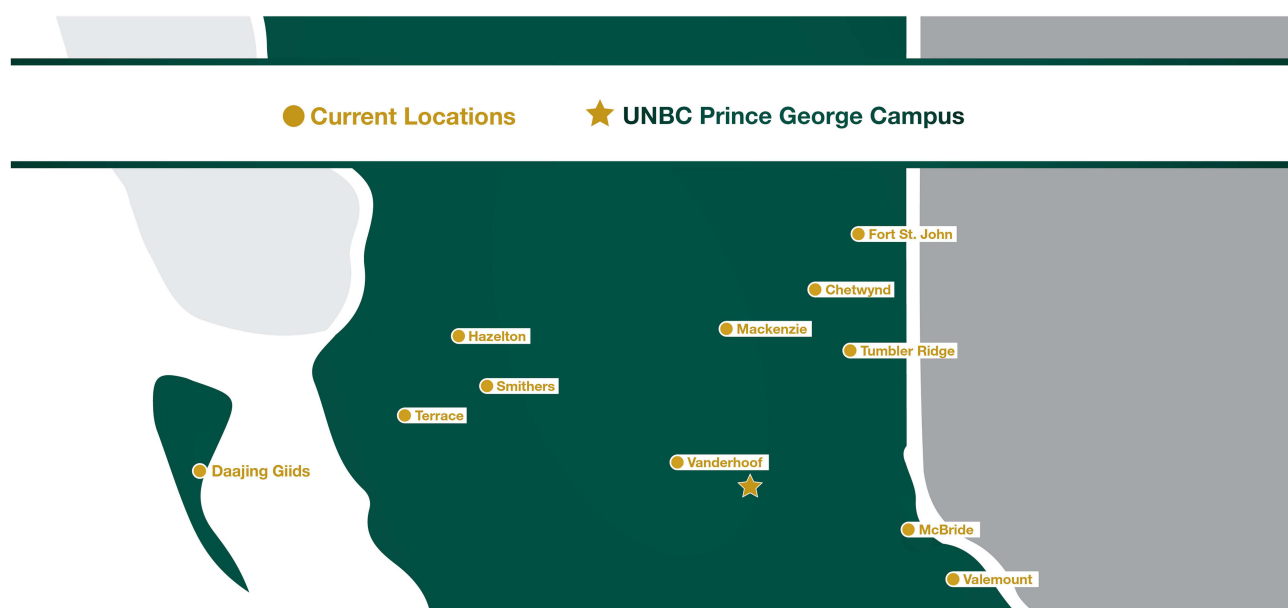 Current Locations
UNBC Prince George Campus
Fort St. John
Chetwynd
Mackenzie
Hazelton
Tumbler Ridge
Smithers
Terrace
Vanderhoof
Daajing Giids
McBride
Valemount